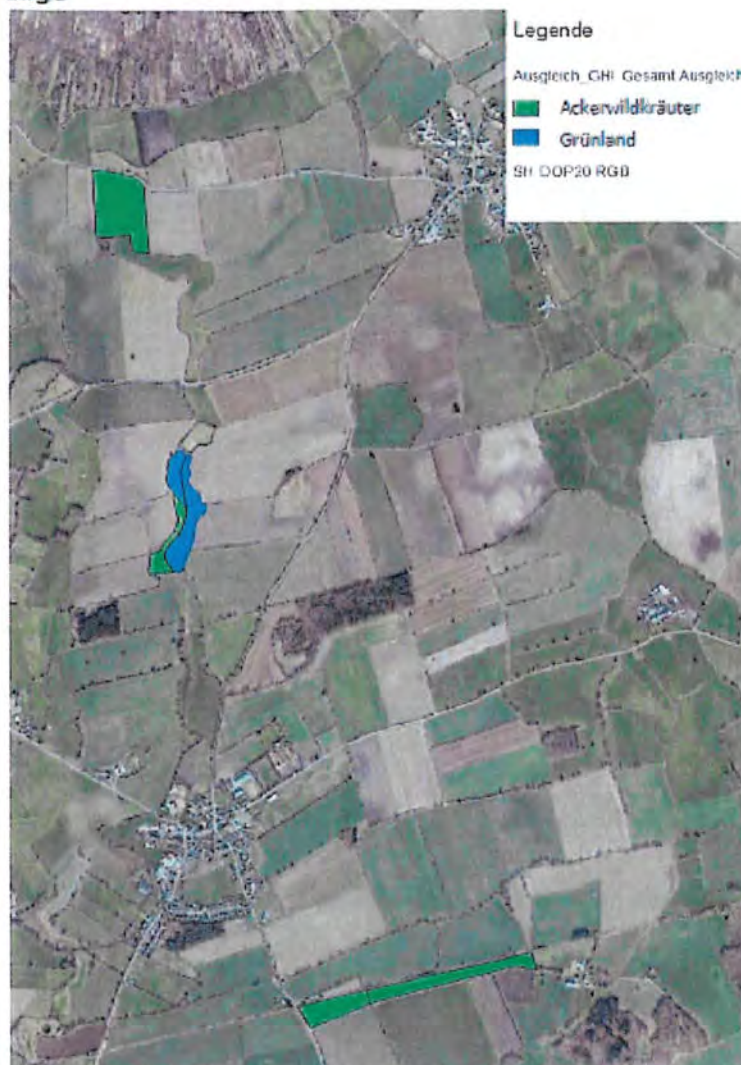 Legende
Ausgleich_GHI Gesamt Ausgleich
Ackerwildkräuter
Grünland
SH DOP20 RGB